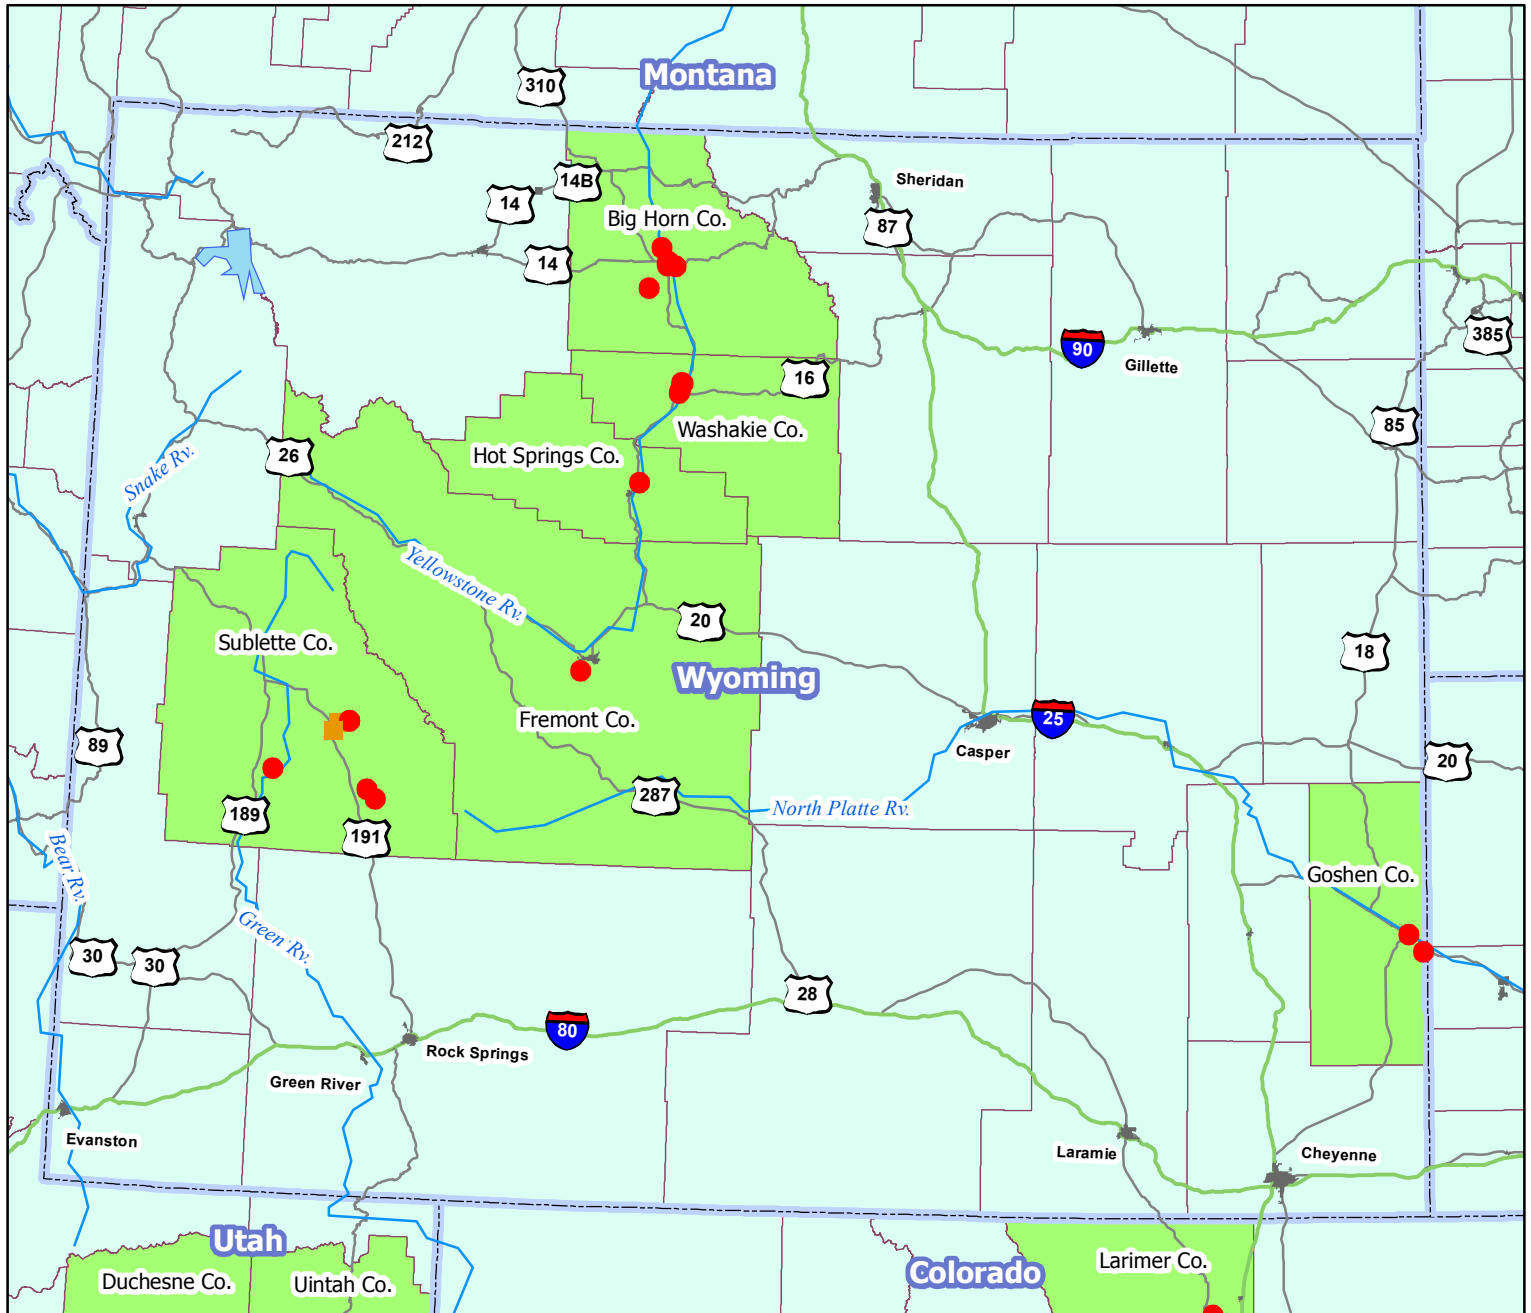 Montana
310
212
14B
Sheridan
14
Big Horn Co.
87
14
385
90
Gillette
16
85
Washakie Co.
26
Hot Springs Co.
Snake Rv.
Yellowstone Rv.
20
Sublette Co.
18
Wyoming
Fremont Co.
25
89
Casper
20
287
189
North Platte Rv.
191
Bear Rv.
Goshen Co.
Green Rv.
30
30
28
80
Rock Springs
Green River
Evanston
Laramie
Cheyenne
Utah
Colorado
Larimer Co.
Duchesne Co.
Uintah Co.